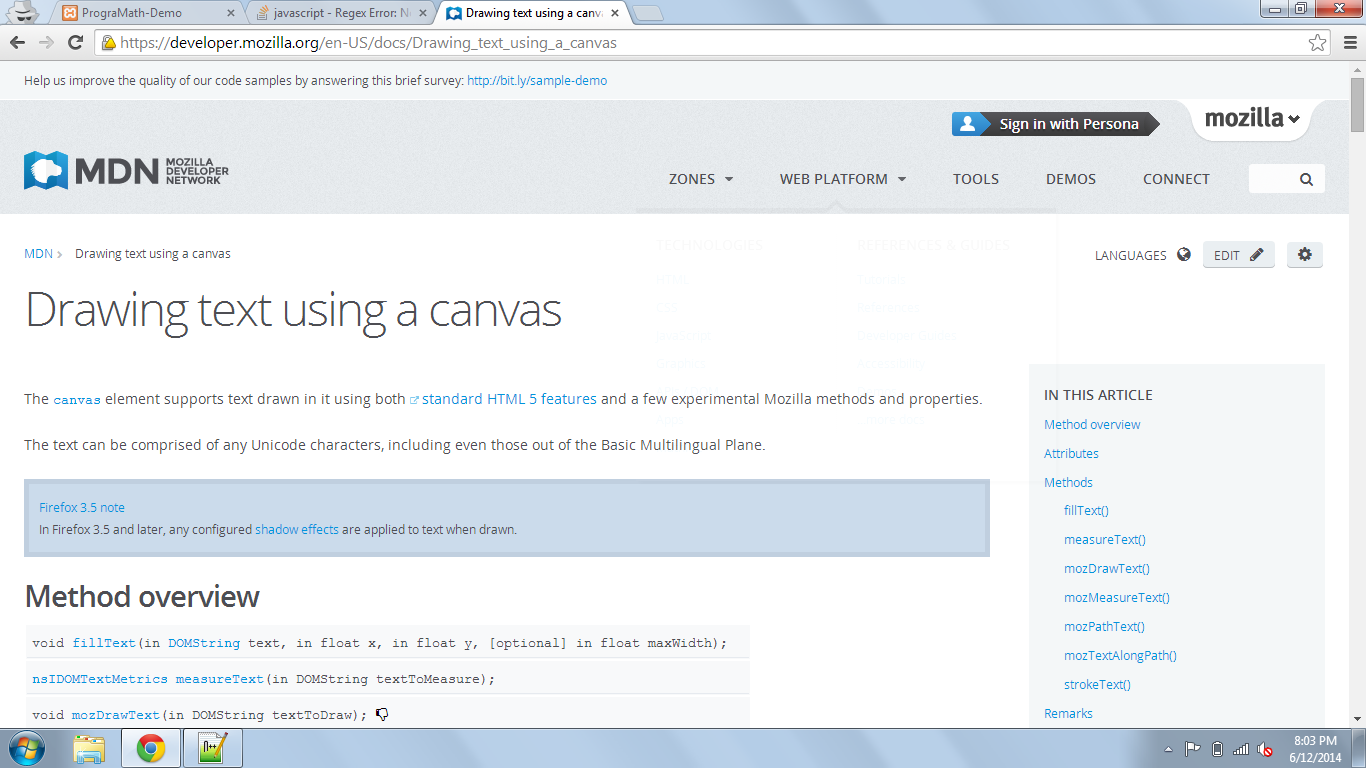 PrograMath-Demo
javascript - Regex Error: N
Drawing text using a canv
https://developer.mozilla.org/en-US/docs/Drawing_text_using_a_canvas
Help us improve the quality of our code samples by answering this brief survey: http://bit.ly/sample-demo
Sign in with Persona
mozilla
MDN MOZILLA DEVELOPER NETWORK
ZONES WEB PLATFORM TOOLS DEMOS CONNECT
TECHNOLOGIES REFERENCES & GUIDES
MDN Drawing text using a canvas
LANGUAGES EDIT
Drawing text using a canvas
The canvas element supports text drawn in it using both standard HTML 5 features and a few experimental Mozilla methods and properties.
The text can be comprised of any Unicode characters, including even those out of the Basic Multilingual Plane.
Firefox 3.5 note
In Firefox 3.5 and later, any configured shadow effects are applied to text when drawn.
Method overview
void fillText(in DOMString text, in float x, in float y, [optional] in float maxWidth);
nsIDOMTextMetrics measureText(in DOMString textToMeasure);
void mozDrawText(in DOMString textToDraw);
IN THIS ARTICLE
Method overview
Attributes
Methods
fillText()
measureText()
mozDrawText()
mozMeasureText()
mozPathText()
mozTextAlongPath()
strokeText()
Remarks
8:03 PM
6/12/2014